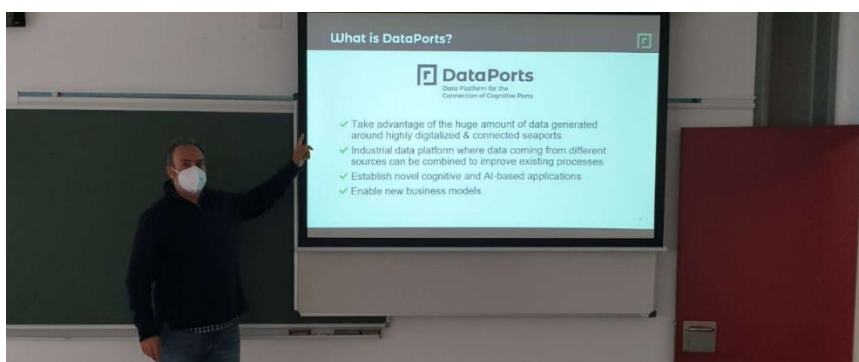 What is DataPorts?
DataPorts
Data Platform for the
Connection of Cognitive Ports
✓ Take advantage of the huge amount of data generated
around highly digitalized & connected seaports
✓ Industrial data platform where data coming from different
sources can be combined to improve existing processes
✓ Establish novel cognitive and AI-based applications
✓ Enable new business models